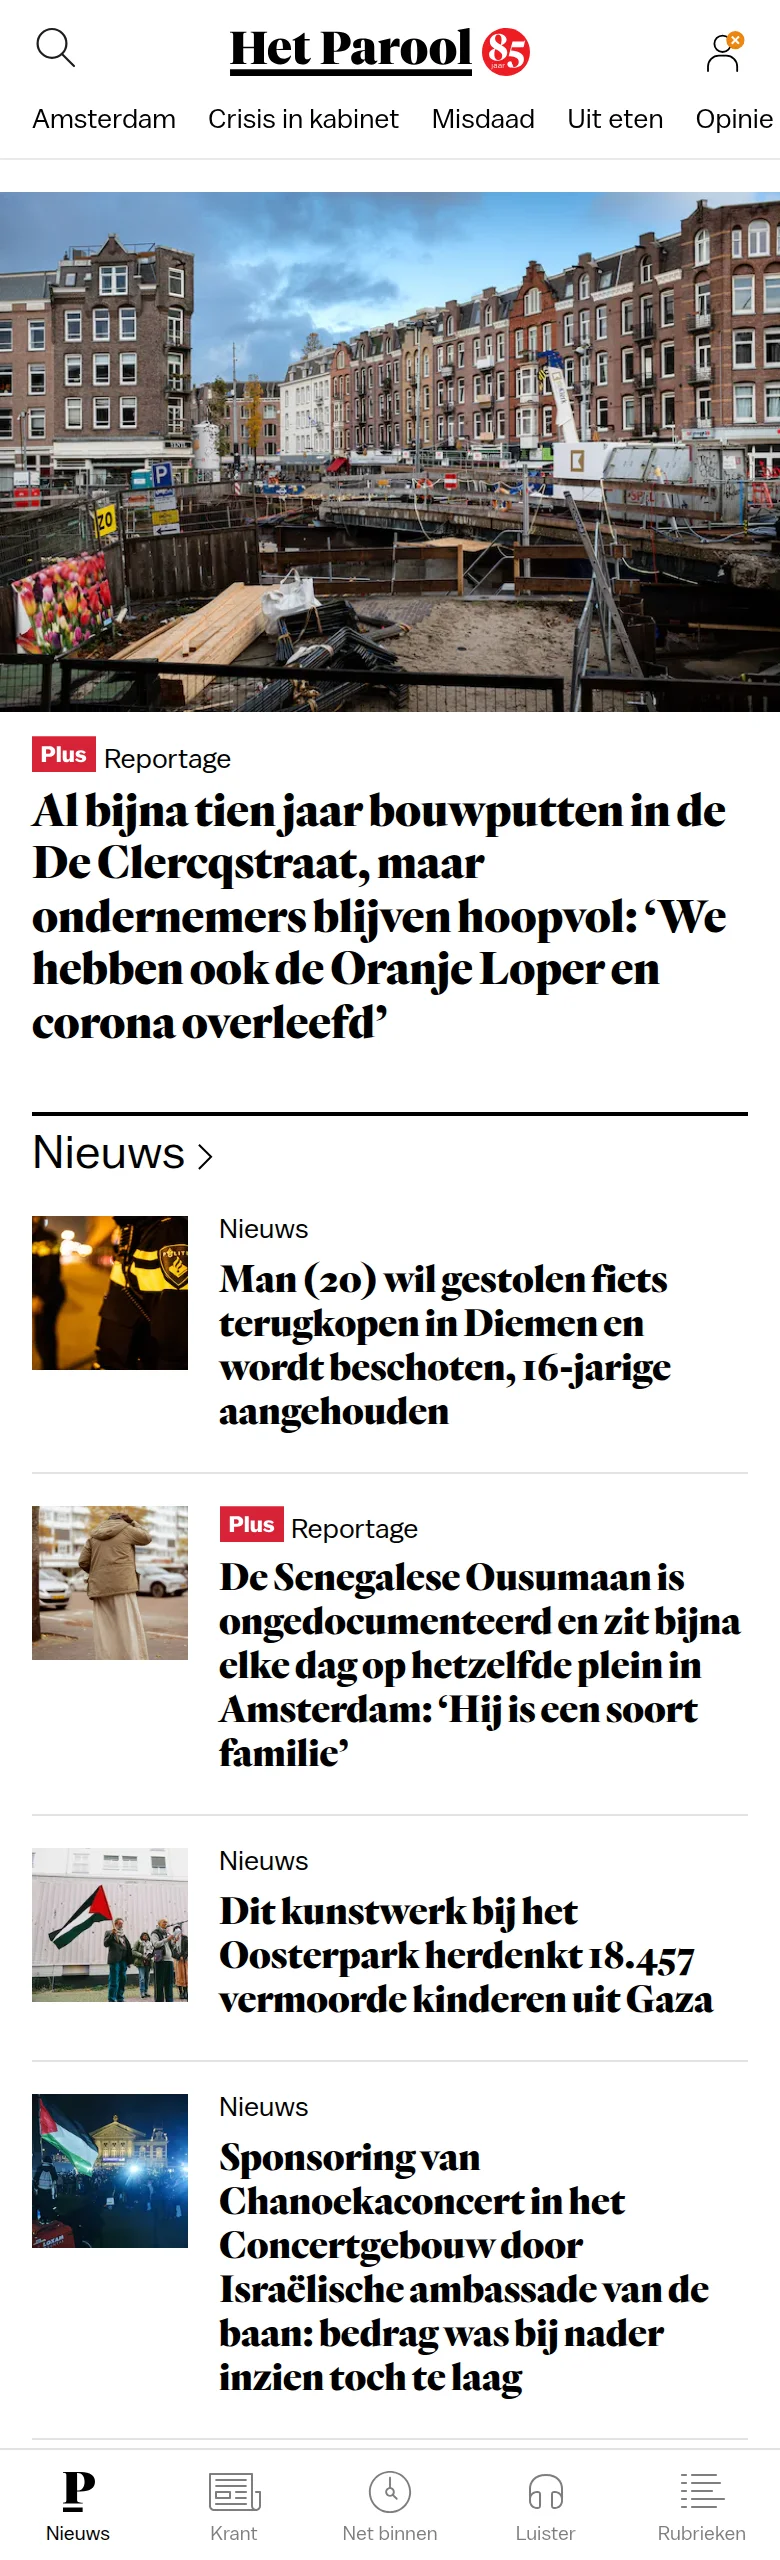 Het Parool 85 jaar
Amsterdam Crisis in kabinet Misdaad Uit eten Opinie
P
ZO
Plus Reportage
Al bijna tien jaar bouwputten in de
De Clercqstraat, maar
ondernemers blijven hoopvol: ‘We
hebben ook de Oranje Loper en
corona overleefd’
Nieuws
Nieuws
Man (20) wil gestolen fiets
terugkopen in Diemen en
wordt beschoten, 16-jarige
aangehouden
Plus Reportage
De Senegalese Ousumaan is
ongedocumenteerd en zit bijna
elke dag op hetzelfde plein in
Amsterdam: ‘Hij is een soort
familie’
Nieuws
Dit kunstwerk bij het
Oosterpark herdenkt 18.457
vermoorde kinderen uit Gaza
Nieuws
Sponsoring van
Chanoekaconcert in het
Concertgebouw door
Israëlische ambassade van de
baan: bedrag was bij nader
inzien toch te laag
P
Nieuws Krant Net binnen Luister Rubrieken